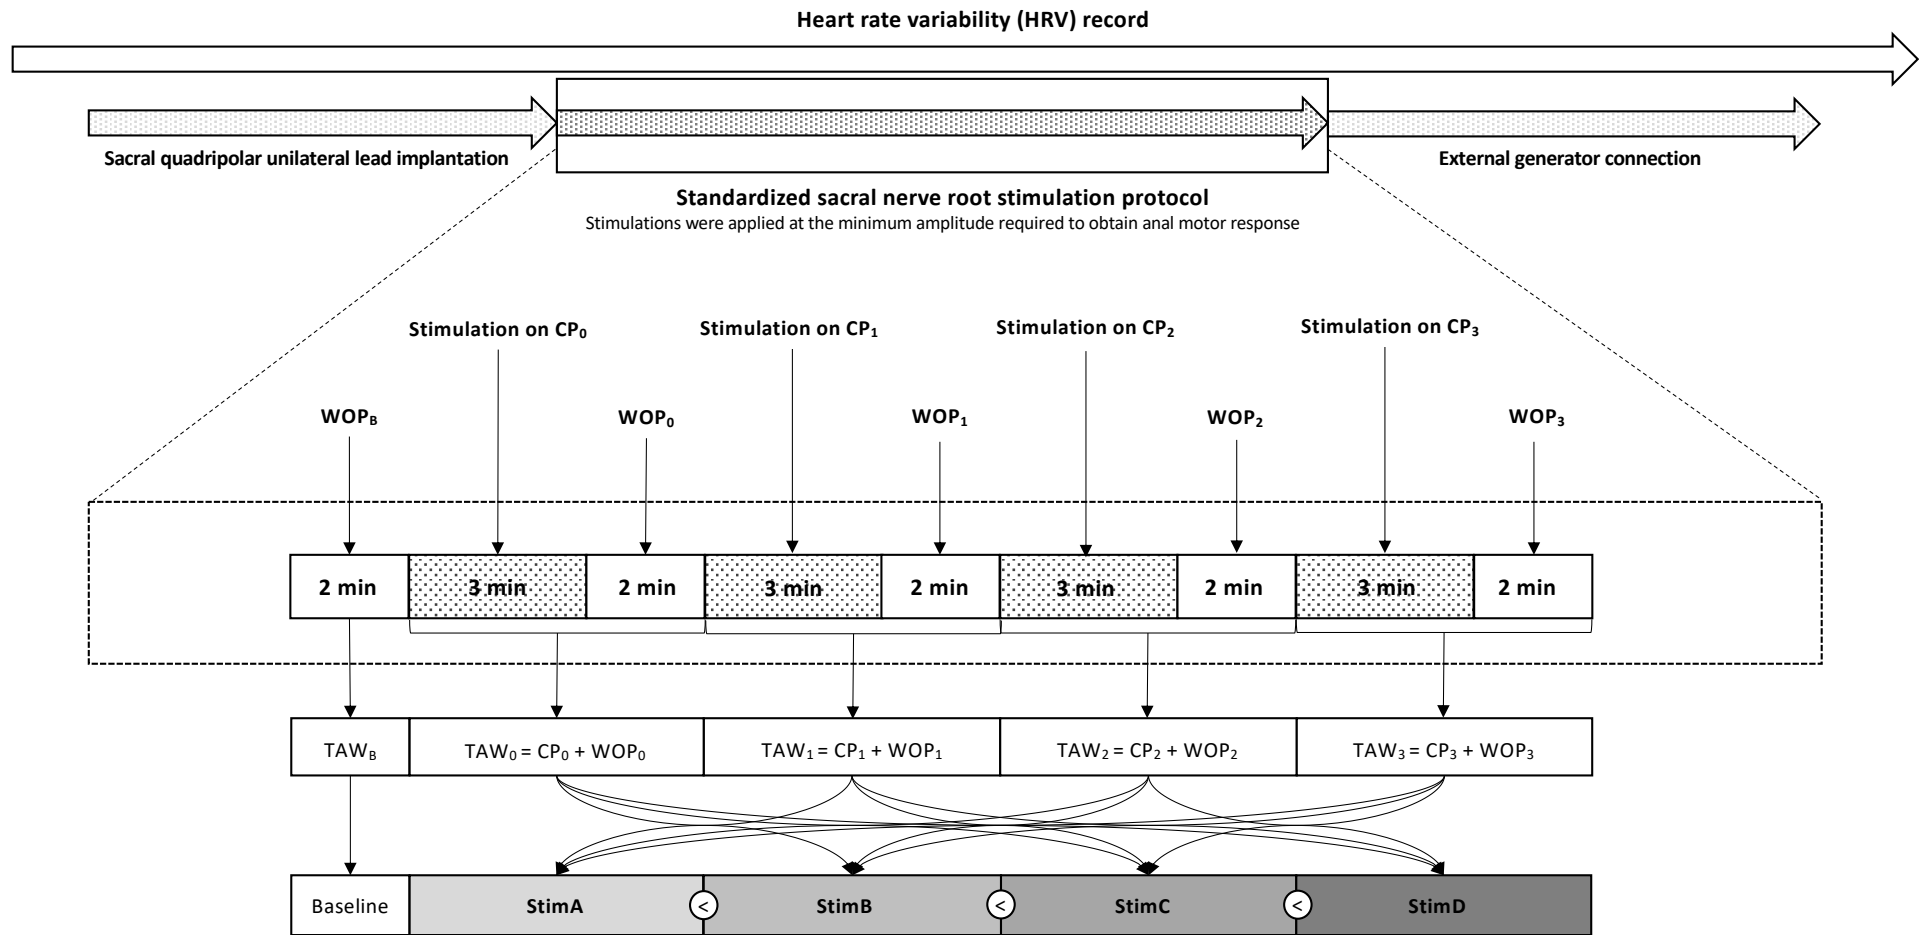 Heart rate variability (HRV) record
Sacral quadripolar unilateral lead implantation
External generator connection
Standardized sacral nerve root stimulation protocol
Stimulations were applied at the minimum amplitude required to obtain anal motor response
Stimulation on CP₀ Stimulation on CP₁ Stimulation on CP₂ Stimulation on CP₃
WOP_B WOP₀ WOP₁ WOP₂ WOP₃
2 min 3 min 2 min 3 min 2 min 3 min 2 min 3 min 2 min
TAW_B TAW₀ = CP₀ + WOP₀ TAW₁ = CP₁ + WOP₁ TAW₂ = CP₂ + WOP₂ TAW₃ = CP₃ + WOP₃
Baseline StimA < StimB < StimC < StimD